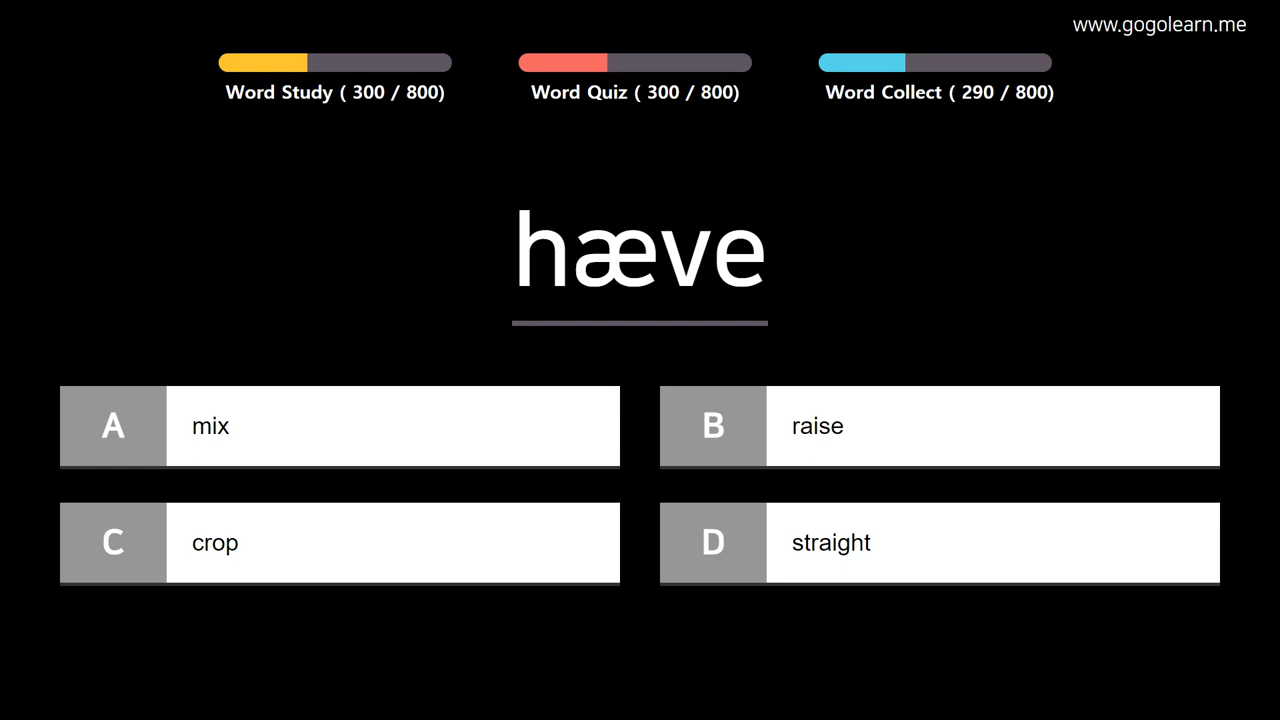 www.gogolearn.me
Word Study ( 300 / 800)
Word Quiz ( 300 / 800)
Word Collect ( 290 / 800)
hæve
A mix
B raise
C crop
D straight